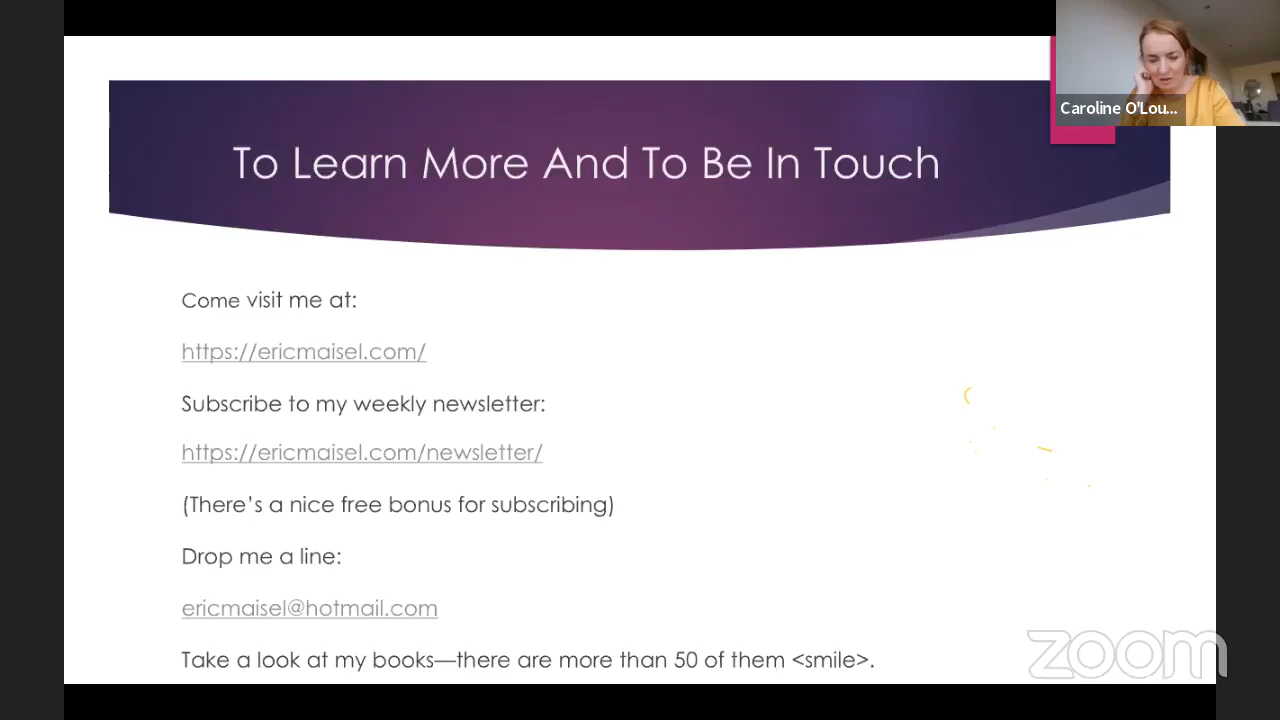 Caroline O'Lou...
To Learn More And To Be In Touch
Come visit me at:
https://ericmaisel.com/
Subscribe to my weekly newsletter:
https://ericmaisel.com/newsletter/
(There's a nice free bonus for subscribing)
Drop me a line:
ericmaisel@hotmail.com
Take a look at my books—there are more than 50 of them <smile>.
zoom